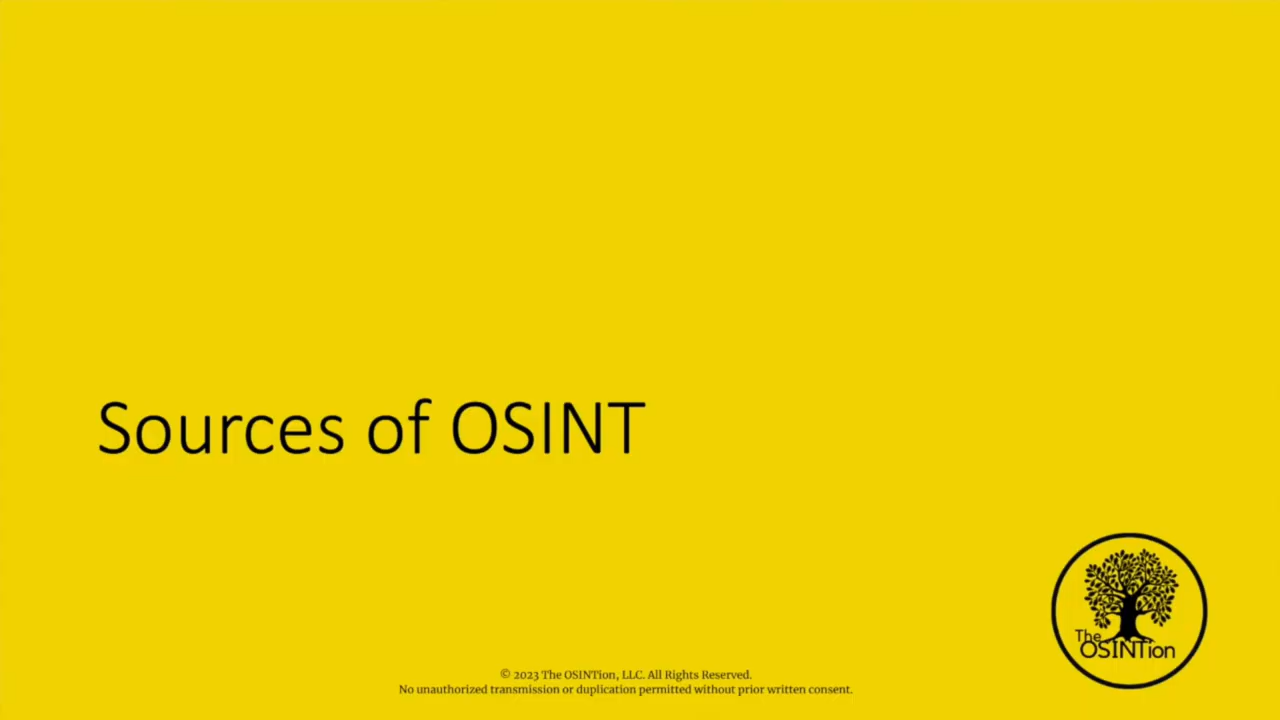 Sources of OSINT
The
OSINTion
© 2023 The OSINTion, LLC. All Rights Reserved.
No unauthorized transmission or duplication permitted without prior written consent.